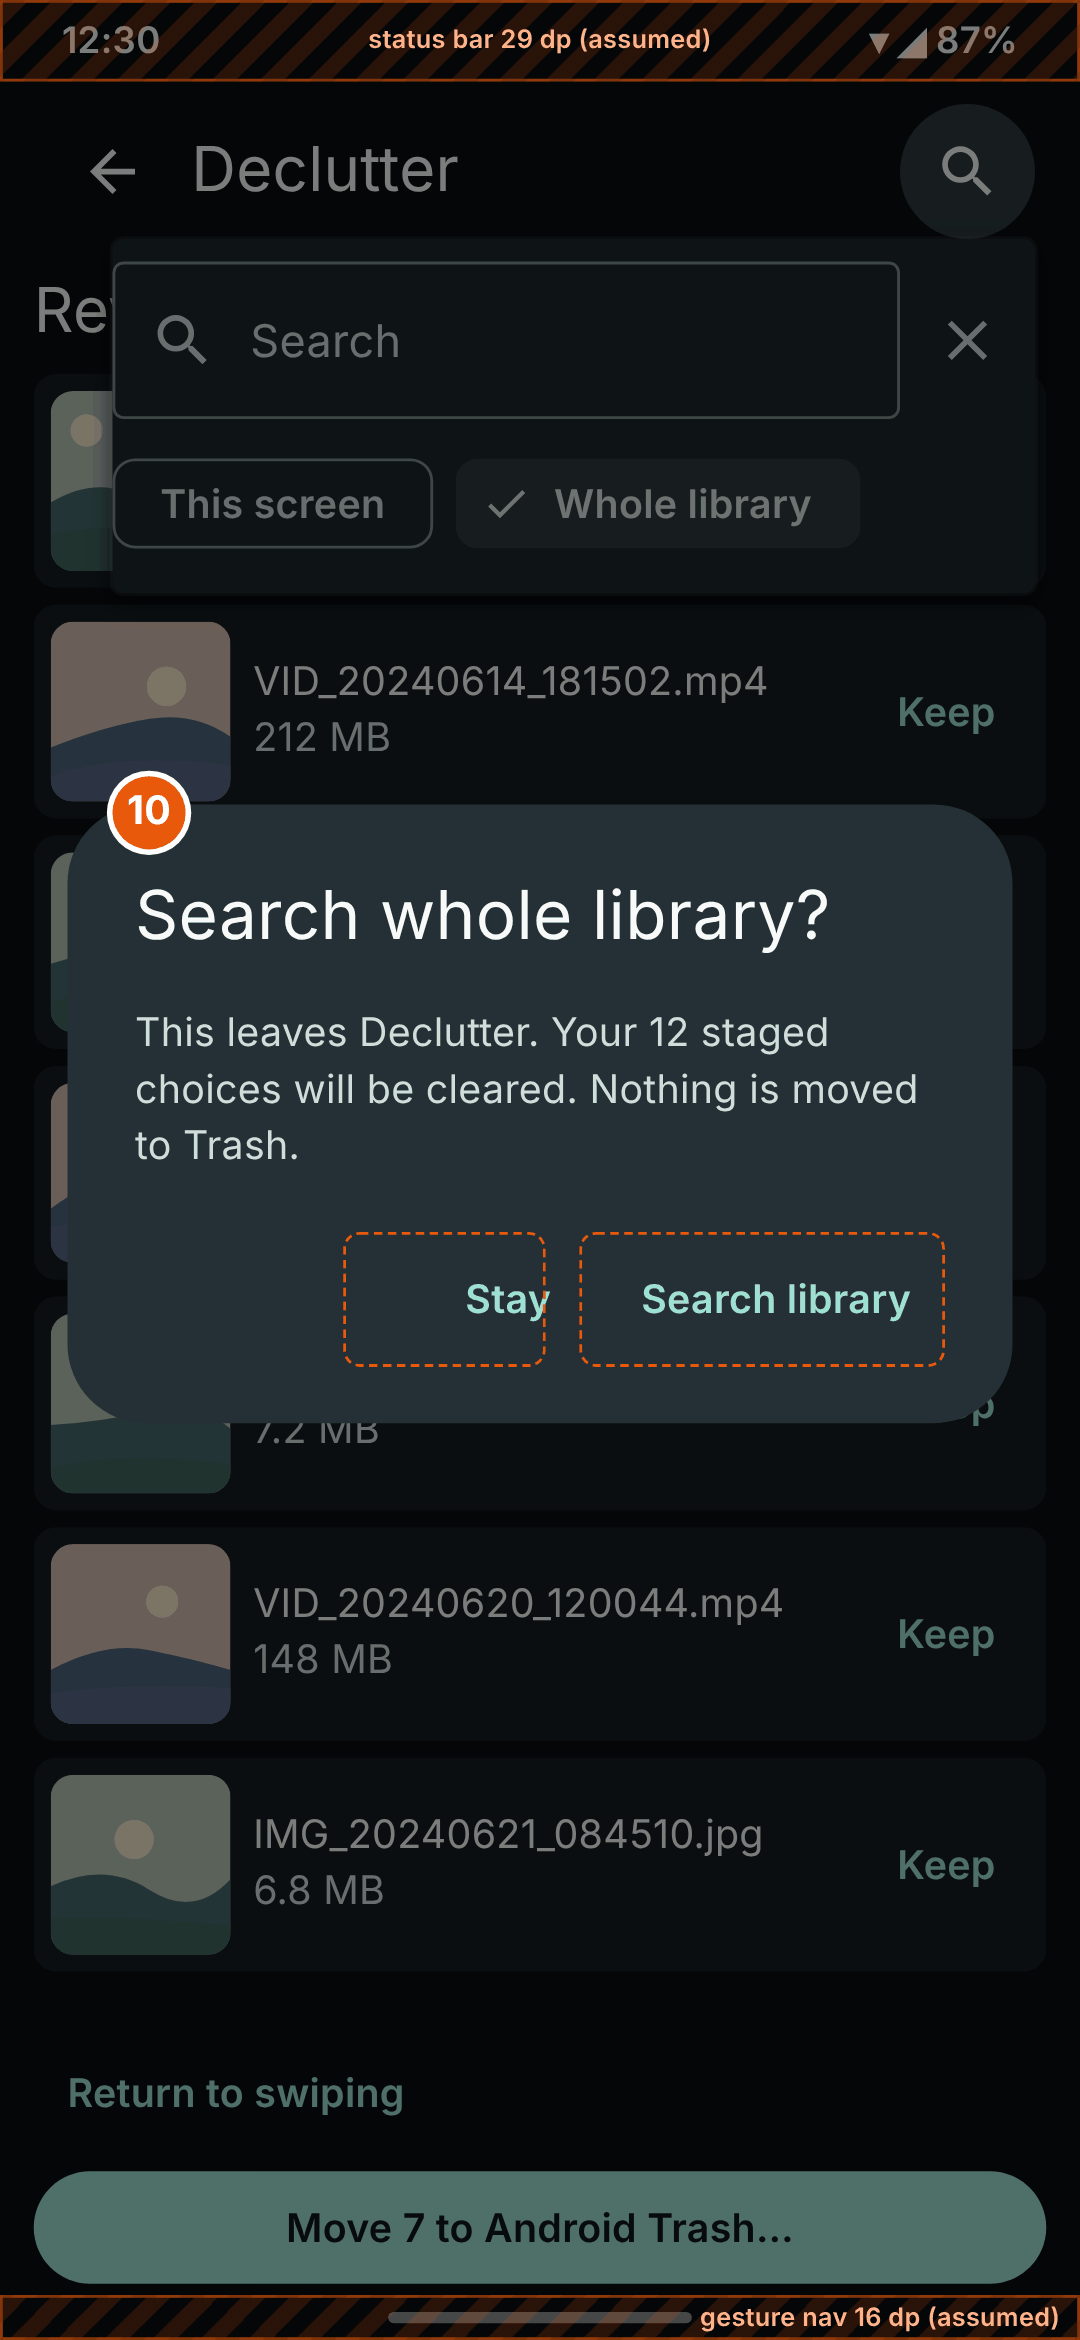 12:30
status bar 29 dp (assumed)
87%
Declutter
Search
This screen
Whole library
VID_20240614_181502.mp4
212 MB
Keep
10
Search whole library?
This leaves Declutter. Your 12 staged
choices will be cleared. Nothing is moved
to Trash.
Stay
Search library
7.2 MB
VID_20240620_120044.mp4
148 MB
Keep
IMG_20240621_084510.jpg
6.8 MB
Keep
Return to swiping
Move 7 to Android Trash...
gesture nav 16 dp (assumed)